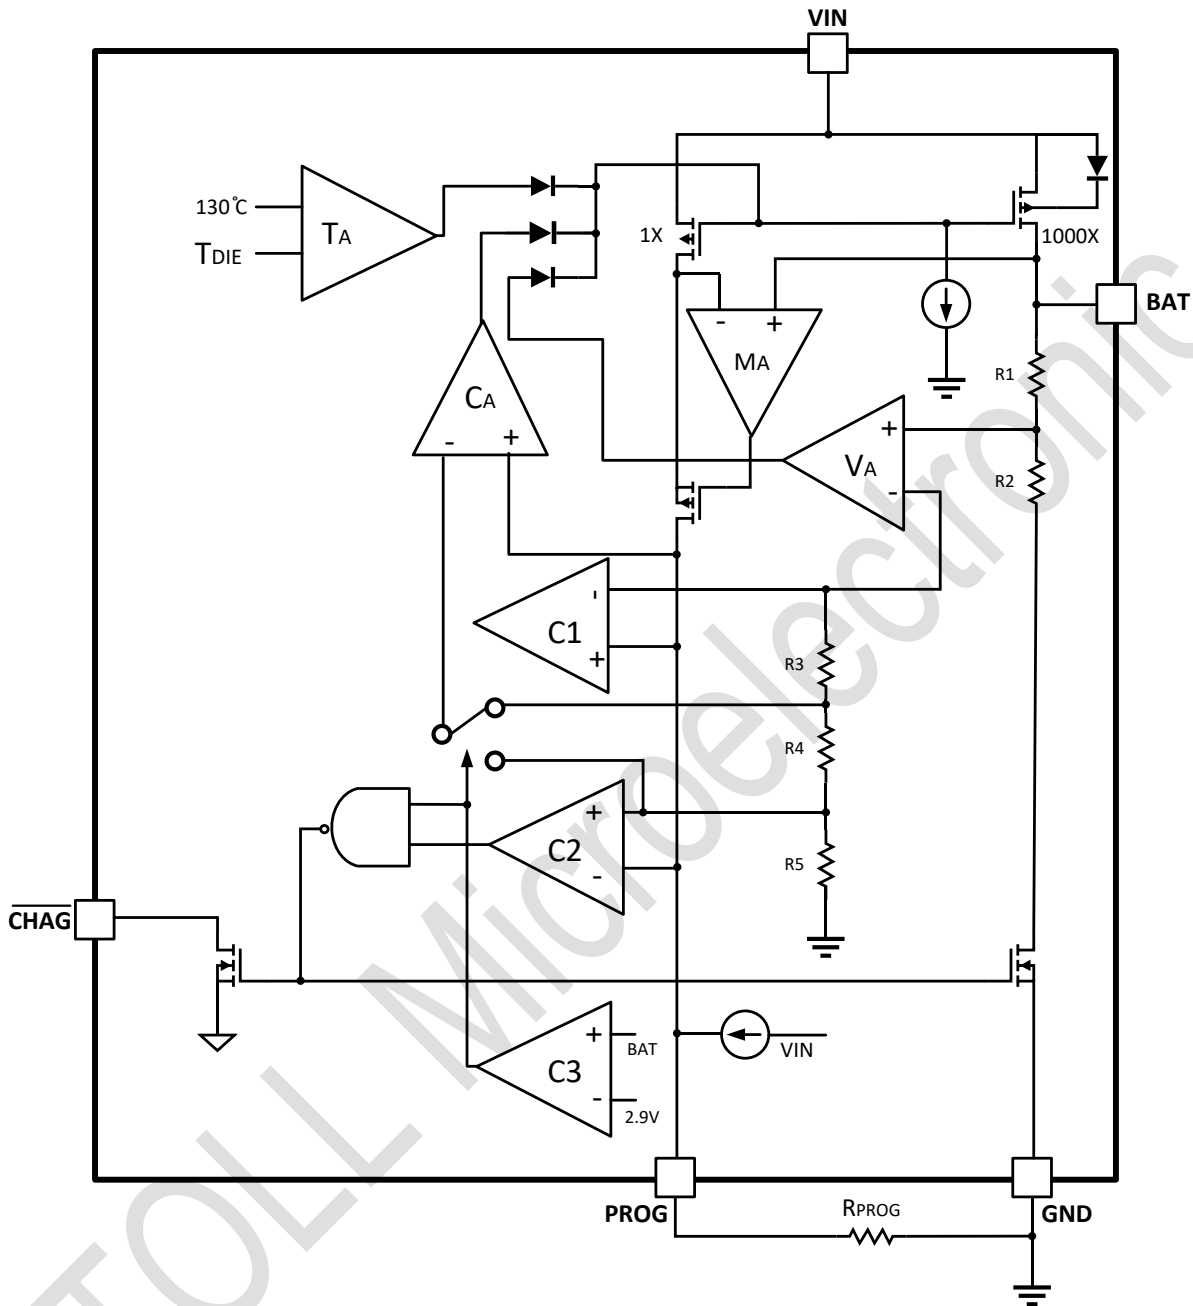 VIN
130℃
TDIE
TA
1X
1000X
BAT
- +
MA
R1
CA
- +
+
VA
-
R2
-
C1
+
R3
R4
+
C2
-
R5
CHAG
+
BAT
C3
-
2.9V
VIN
PROG
RPROG
GND
TOLL Microelectronic